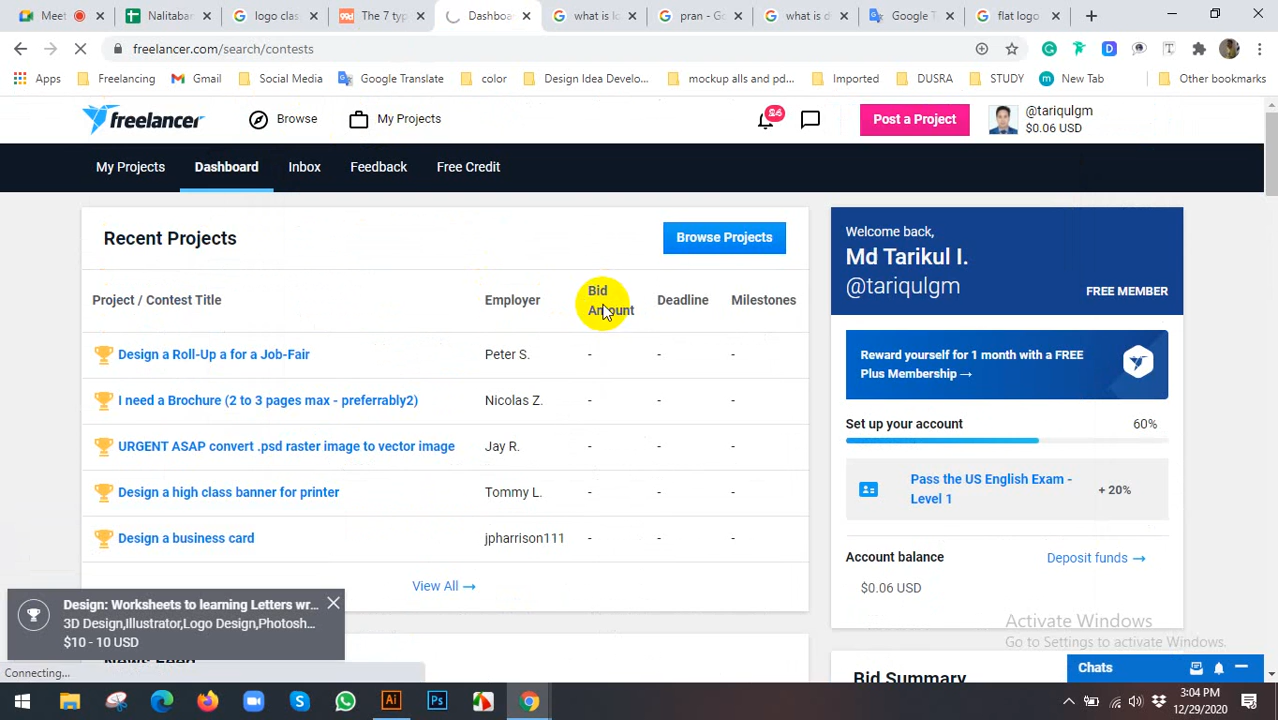 Meet
Nalitabar
logo clas
99d
The 7 typ
Dashboa
what is lo
pran - Go
what is c
Google T
flat logo
freelancer.com/search/contests
Apps
Freelancing
Gmail
Social Media
Google Translate
color
Design Idea Develo...
mockup alls and pd...
Imported
DUSRA
STUDY
m New Tab
Other bookmarks
freelancer
Browse
My Projects
Post a Project
@tariqulgm
$0.06 USD
My Projects
Dashboard
Inbox
Feedback
Free Credit
Recent Projects
Browse Projects
Project / Contest Title
Employer
Bid
Amount
Deadline
Milestones
Design a Roll-Up a for a Job-Fair
Peter S.
-
-
-
I need a Brochure (2 to 3 pages max - preferrably2)
Nicolas Z.
-
-
-
URGENT ASAP convert .psd raster image to vector image
Jay R.
-
-
-
Design a high class banner for printer
Tommy L.
-
-
-
Design a business card
jpharrison111
-
-
-
View All →
Welcome back,
Md Tarikul I.
@tariqulgm
FREE MEMBER
Reward yourself for 1 month with a FREE
Plus Membership →
Set up your account
60%
Pass the US English Exam -
Level 1
+ 20%
Account balance
Deposit funds →
$0.06 USD
Activate Windows
Go to Settings to activate Windows.
Bid Summary
Chats
Design: Worksheets to learning Letters wr...
3D Design,Illustrator,Logo Design,Photosh...
$10 - 10 USD
News Feed
Connecting...
Ai
Ps
3:04 PM
12/29/2020